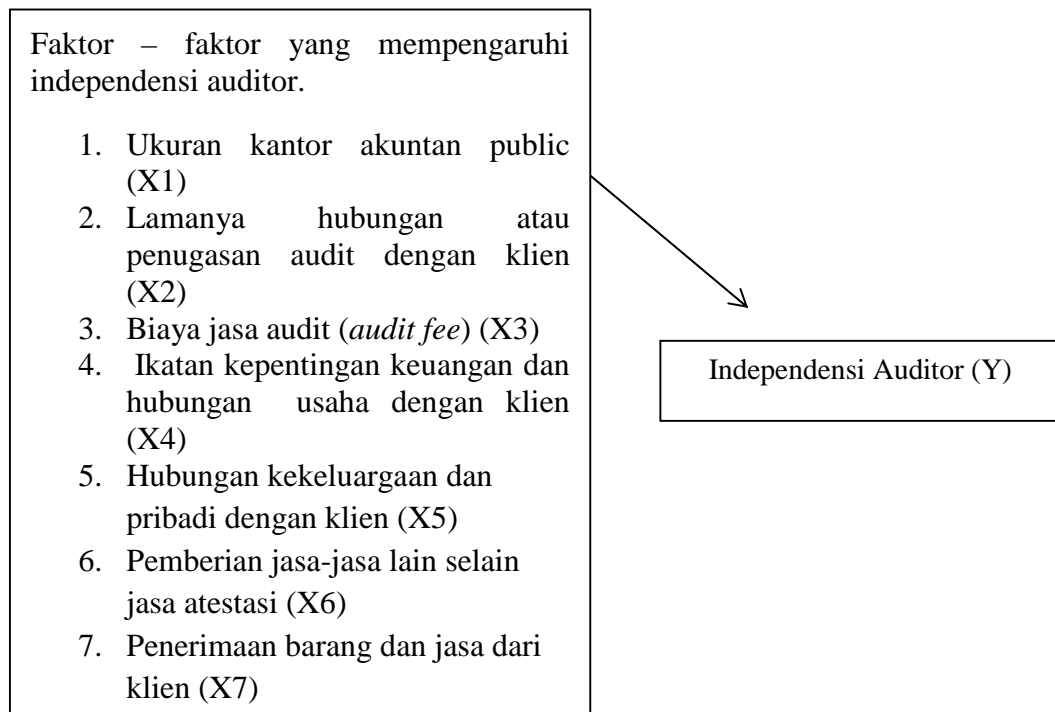 Faktor – faktor yang mempengaruhi
independensi auditor.
1. Ukuran kantor akuntan public
(X1)
2. Lamanya hubungan atau
penugasan audit dengan klien
(X2)
3. Biaya jasa audit (audit fee) (X3)
4. Ikatan kepentingan keuangan dan
hubungan usaha dengan klien
(X4)
5. Hubungan kekeluargaan dan
pribadi dengan klien (X5)
6. Pemberian jasa-jasa lain selain
jasa atestasi (X6)
7. Penerimaan barang dan jasa dari
klien (X7)
Independensi Auditor (Y)